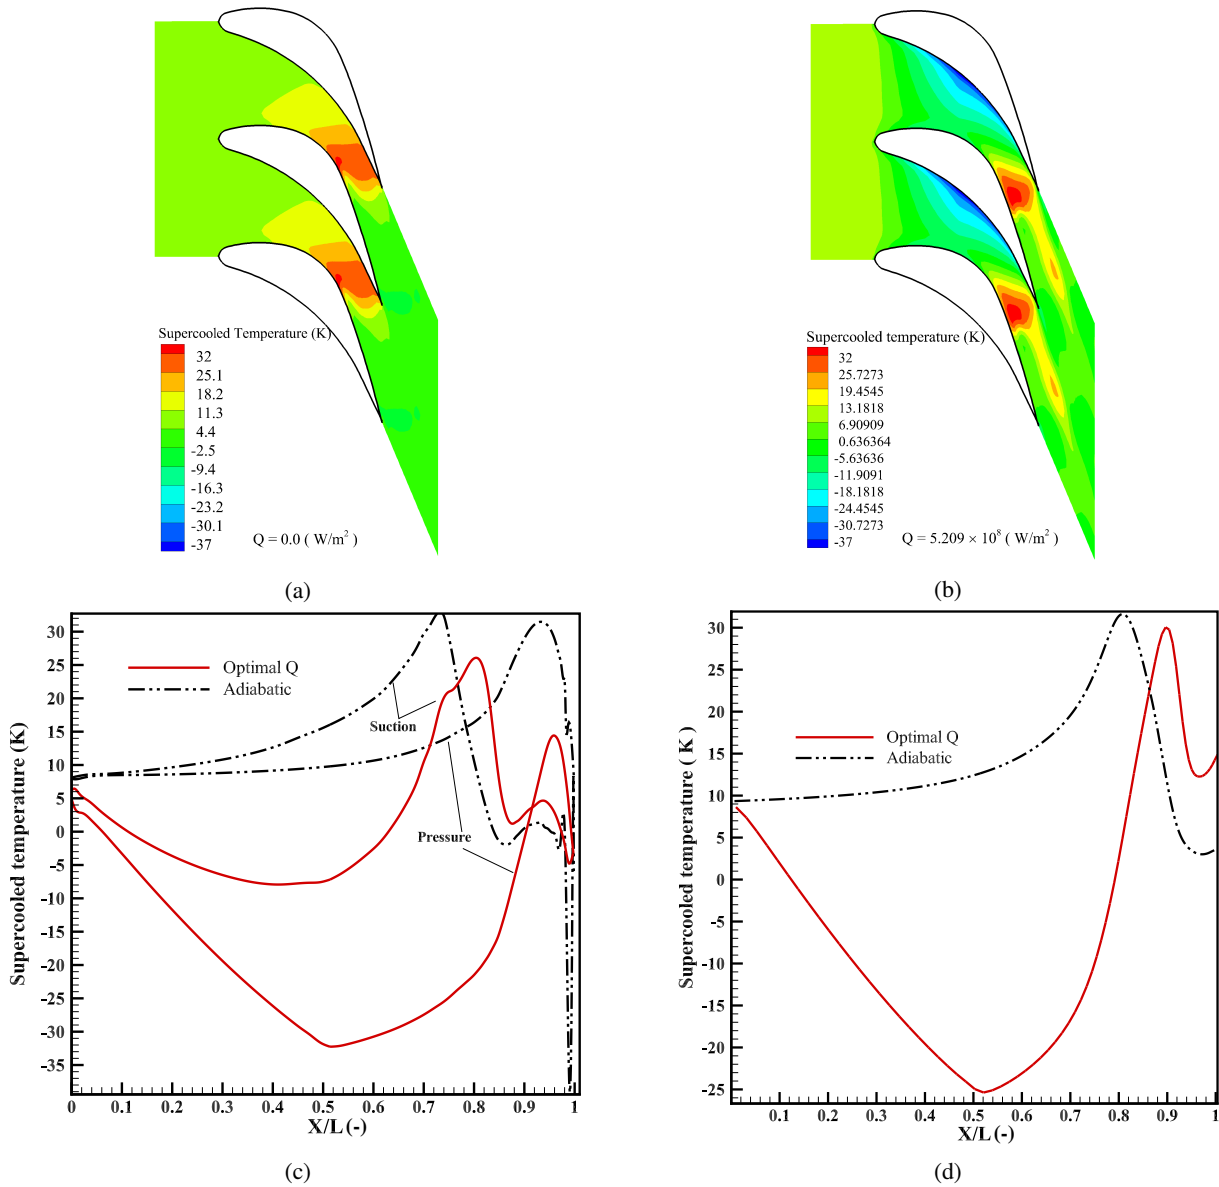 Supercooled Temperature (K)
32
25.1
18.2
11.3
4.4
-2.5
-9.4
-16.3
-23.2
-30.1
-37
Q = 0.0 ( W/m² )
(a)
Supercooled temperature (K)
32
25.7273
19.4545
13.1818
6.90909
0.636364
-5.63636
-11.9091
-18.1818
-24.4545
-30.7273
-37
Q = 5.209 × 10⁸ ( W/m² )
(b)
Supercooled temperature (K)
30
25
20
15
10
5
0
-5
-10
-15
-20
-25
-30
-35
Optimal Q
Adiabatic
Suction
Pressure
0 0.1 0.2 0.3 0.4 0.5 0.6 0.7 0.8 0.9 1
X/L (-)
(c)
Supercooled temperature ( K )
30
25
20
15
10
5
0
-5
-10
-15
-20
-25
Optimal Q
Adiabatic
0.1 0.2 0.3 0.4 0.5 0.6 0.7 0.8 0.9 1
X/L (-)
(d)